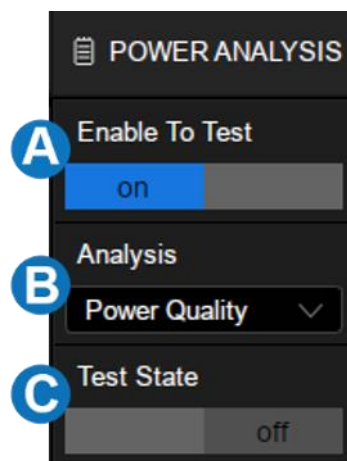 POWER ANALYSIS
A
Enable To Test
on
B
Analysis
Power Quality
C
Test State
off